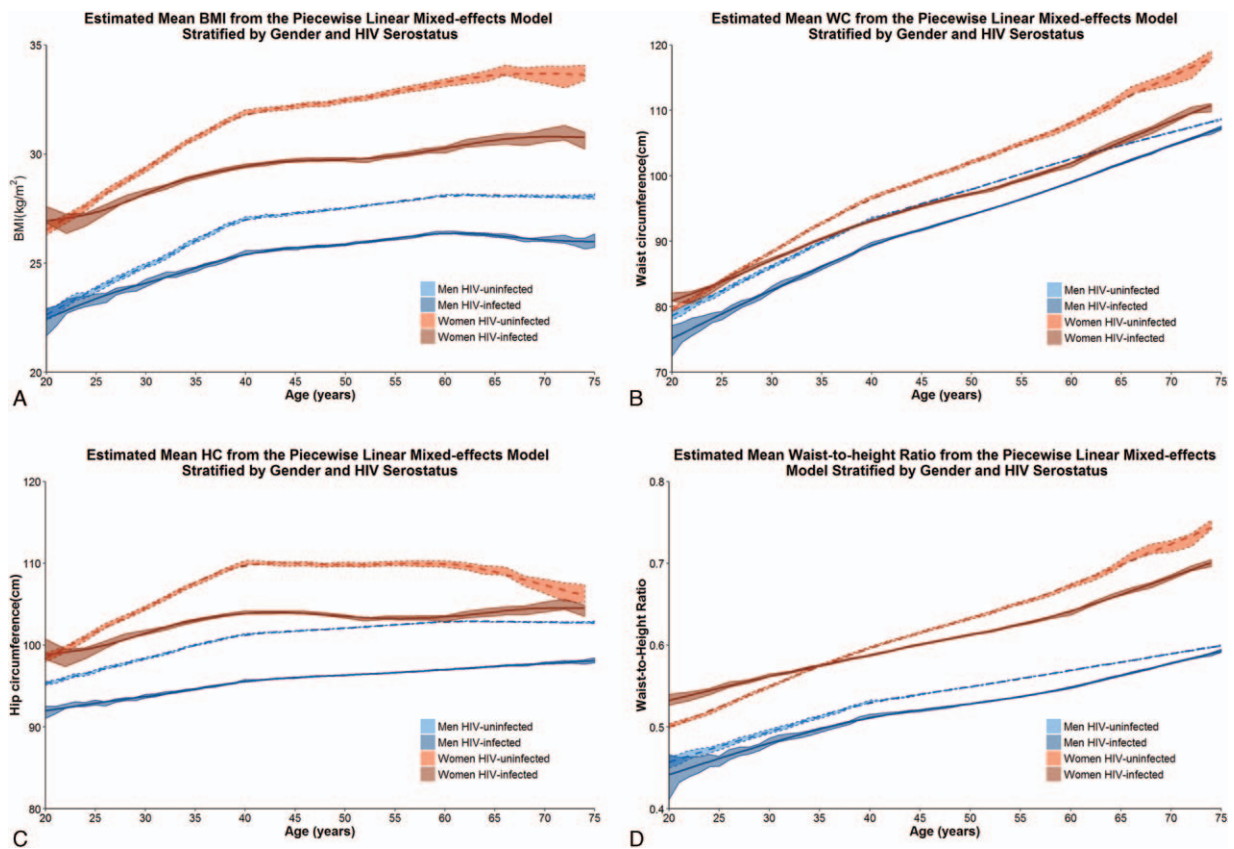 Estimated Mean BMI from the Piecewise Linear Mixed-effects Model
Stratified by Gender and HIV Serostatus
35
30
25
20
BMI(kg/m²)
Men HIV-uninfected
Men HIV-infected
Women HIV-uninfected
Women HIV-infected
20 25 30 35 40 45 50 55 60 65 70 75
Age (years)
A
Estimated Mean WC from the Piecewise Linear Mixed-effects Model
Stratified by Gender and HIV Serostatus
120
110
100
90
80
70
Waist circumference(cm)
Men HIV-uninfected
Men HIV-infected
Women HIV-uninfected
Women HIV-infected
20 25 30 35 40 45 50 55 60 65 70 75
Age (years)
B
Estimated Mean HC from the Piecewise Linear Mixed-effects Model
Stratified by Gender and HIV Serostatus
120
110
100
90
80
Hip circumference(cm)
Men HIV-uninfected
Men HIV-infected
Women HIV-uninfected
Women HIV-infected
20 25 30 35 40 45 50 55 60 65 70 75
Age (years)
C
Estimated Mean Waist-to-height Ratio from the Piecewise Linear Mixed-effects
Model Stratified by Gender and HIV Serostatus
0.8
0.7
0.6
0.5
0.4
Waist-to-Height Ratio
Men HIV-uninfected
Men HIV-infected
Women HIV-uninfected
Women HIV-infected
20 25 30 35 40 45 50 55 60 65 70 75
Age (years)
D